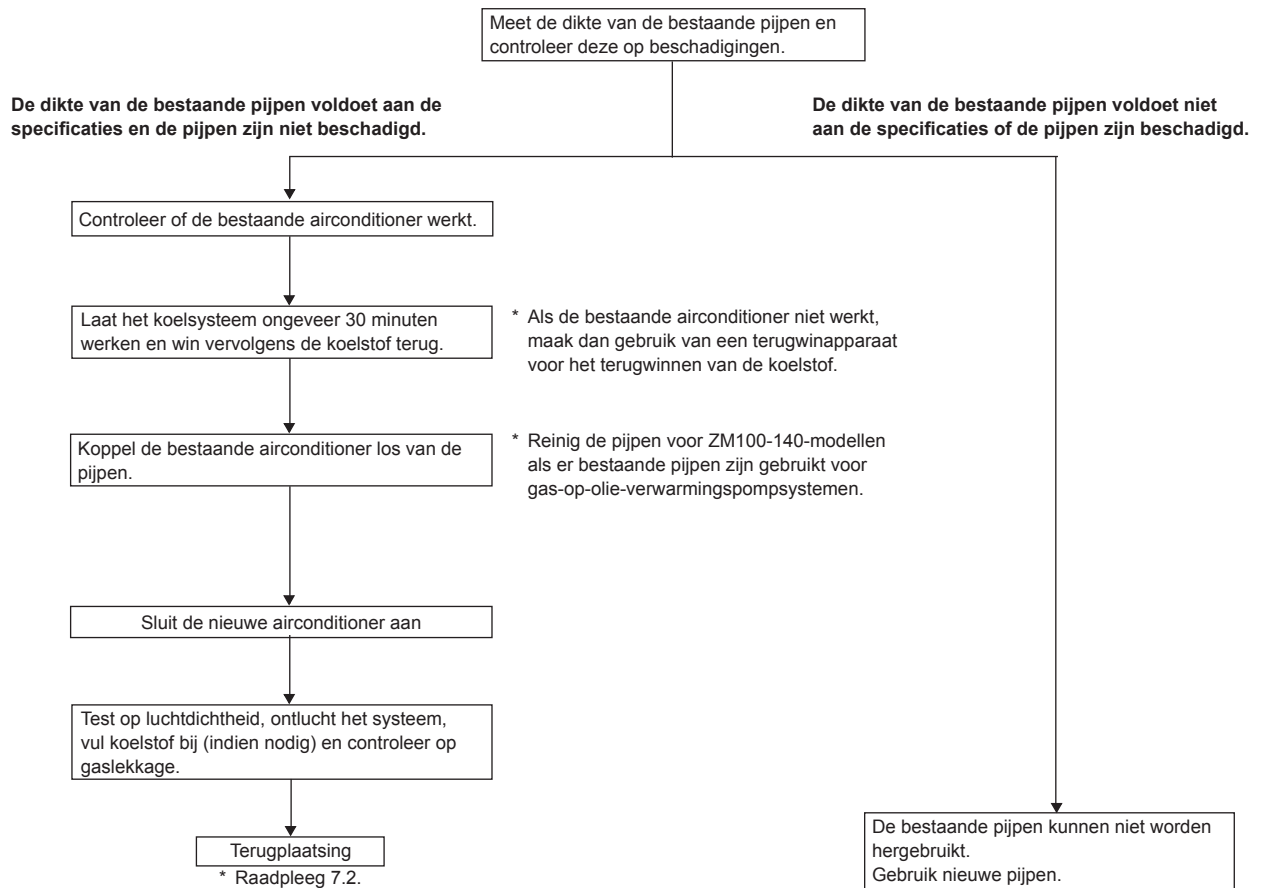 Meet de dikte van de bestaande pijpen en
controleer deze op beschadigingen.
De dikte van de bestaande pijpen voldoet aan de
specificaties en de pijpen zijn niet beschadigd.
De dikte van de bestaande pijpen voldoet niet
aan de specificaties of de pijpen zijn beschadigd.
Controleer of de bestaande airconditioner werkt.
Laat het koelsysteem ongeveer 30 minuten
werken en win vervolgens de koelstof terug.
* Als de bestaande airconditioner niet werkt,
maak dan gebruik van een terugwinapparaat
voor het terugwinnen van de koelstof.
Koppel de bestaande airconditioner los van de
pijpen.
* Reinig de pijpen voor ZM100-140-modellen
als er bestaande pijpen zijn gebruikt voor
gas-op-olie-verwarmingspompsystemen.
Sluit de nieuwe airconditioner aan
Test op luchtdichtheid, ontlucht het systeem,
vul koelstof bij (indien nodig) en controleer op
gaslekkage.
Terugplaatsing
* Raadpleeg 7.2.
De bestaande pijpen kunnen niet worden
hergebruikt.
Gebruik nieuwe pijpen.